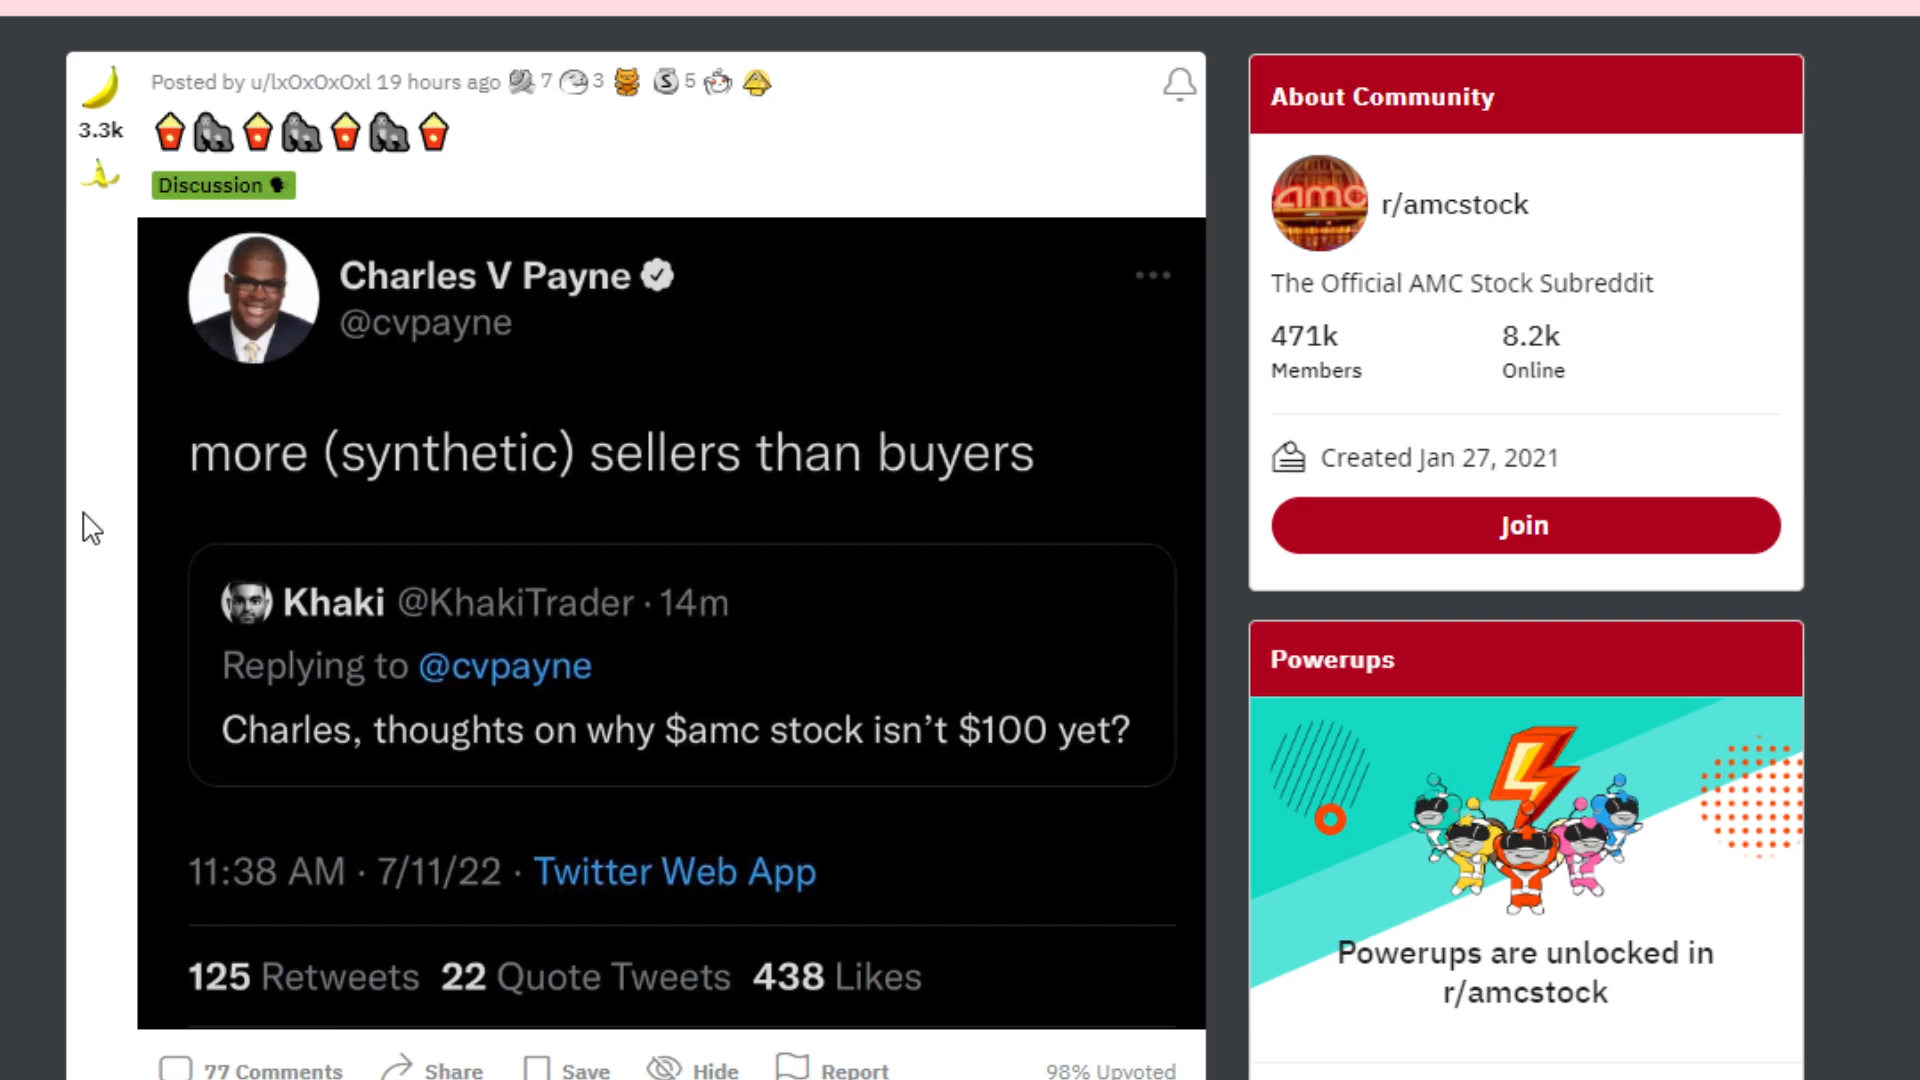 Posted by u/lxOxOxOxl 19 hours ago 7 3 5
3.3k
Discussion
Charles V Payne
@cvpayne
more (synthetic) sellers than buyers
Khaki @KhakiTrader · 14m
Replying to @cvpayne
Charles, thoughts on why $amc stock isn’t $100 yet?
11:38 AM · 7/11/22 · Twitter Web App
125 Retweets 22 Quote Tweets 438 Likes
77 Comments Share Save Hide Report 98% Upvoted
About Community
amc
r/amcstock
The Official AMC Stock Subreddit
471k 8.2k
Members Online
Created Jan 27, 2021
Join
Powerups
Powerups are unlocked in
r/amcstock